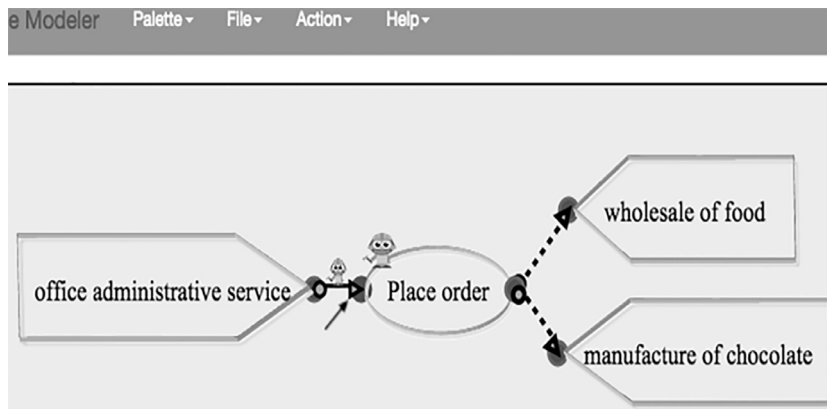 e Modeler Palette File Action Help
wholesale of food
office administrative service Place order
manufacture of chocolate